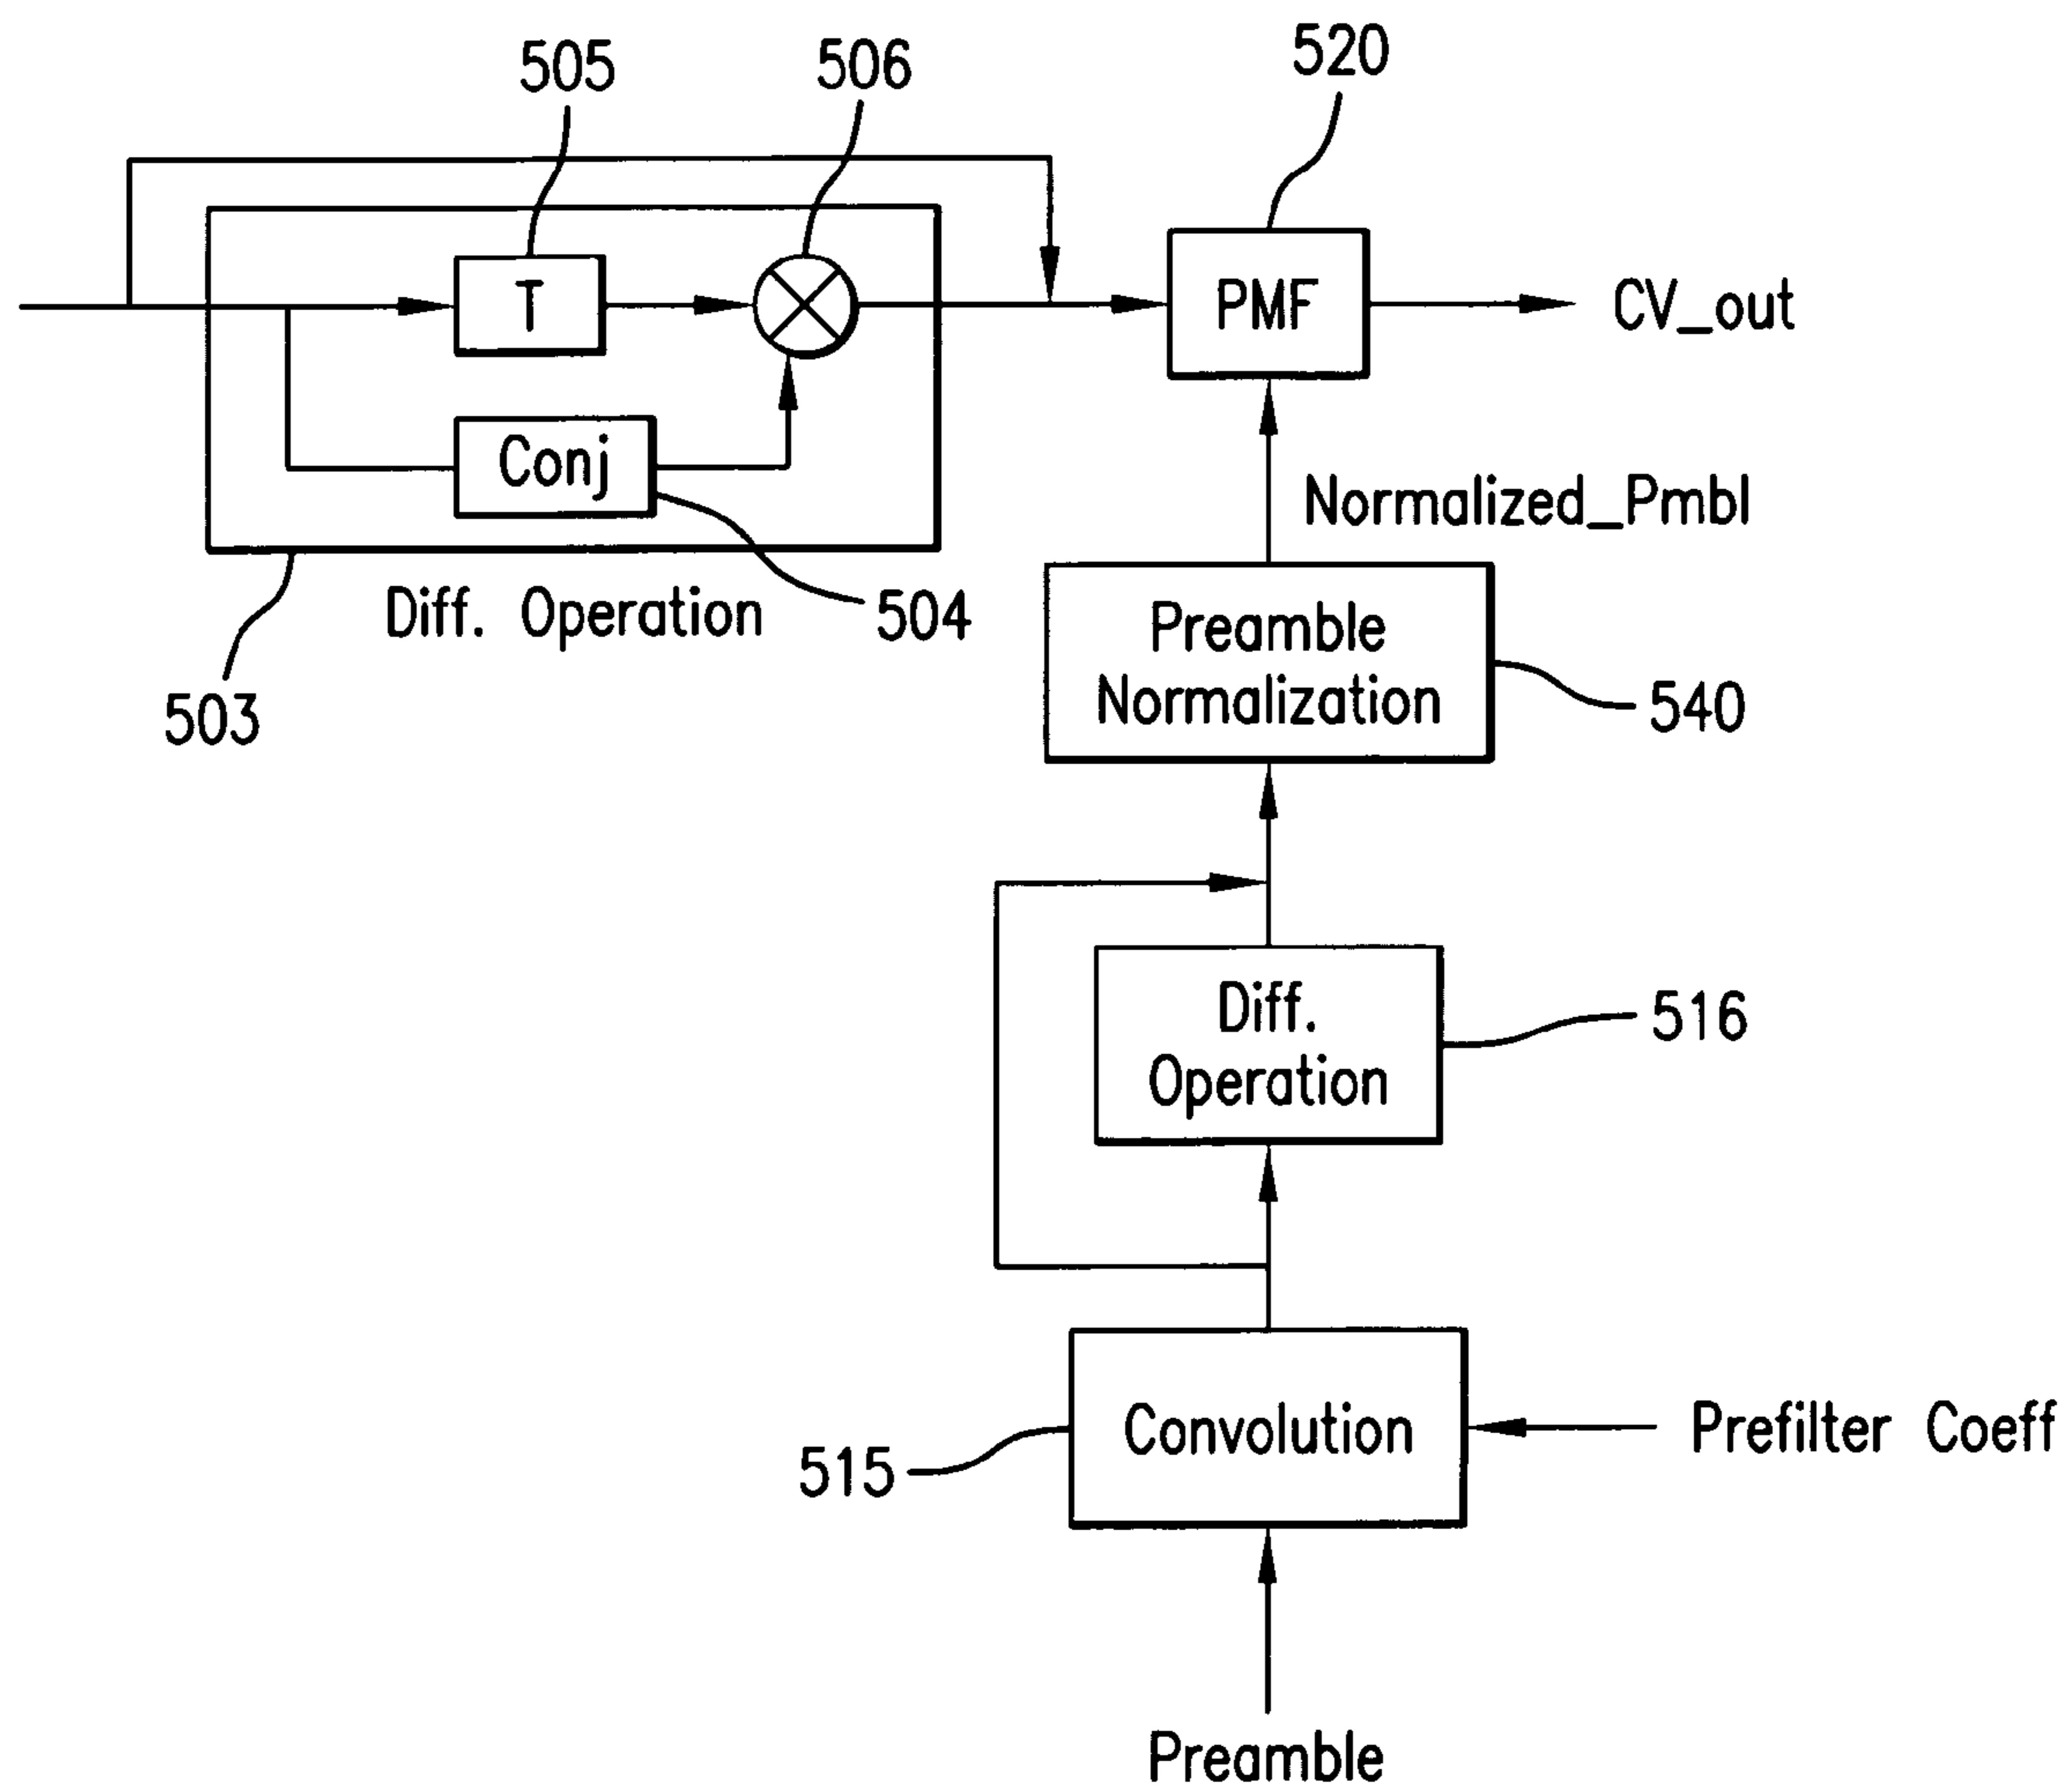 505
506
520
T
PMF
CV_out
Conj
Normalized_Pmbl
Diff. Operation
504
503
Preamble
Normalization
540
Diff.
Operation
516
Convolution
Prefilter Coeff
515
Preamble